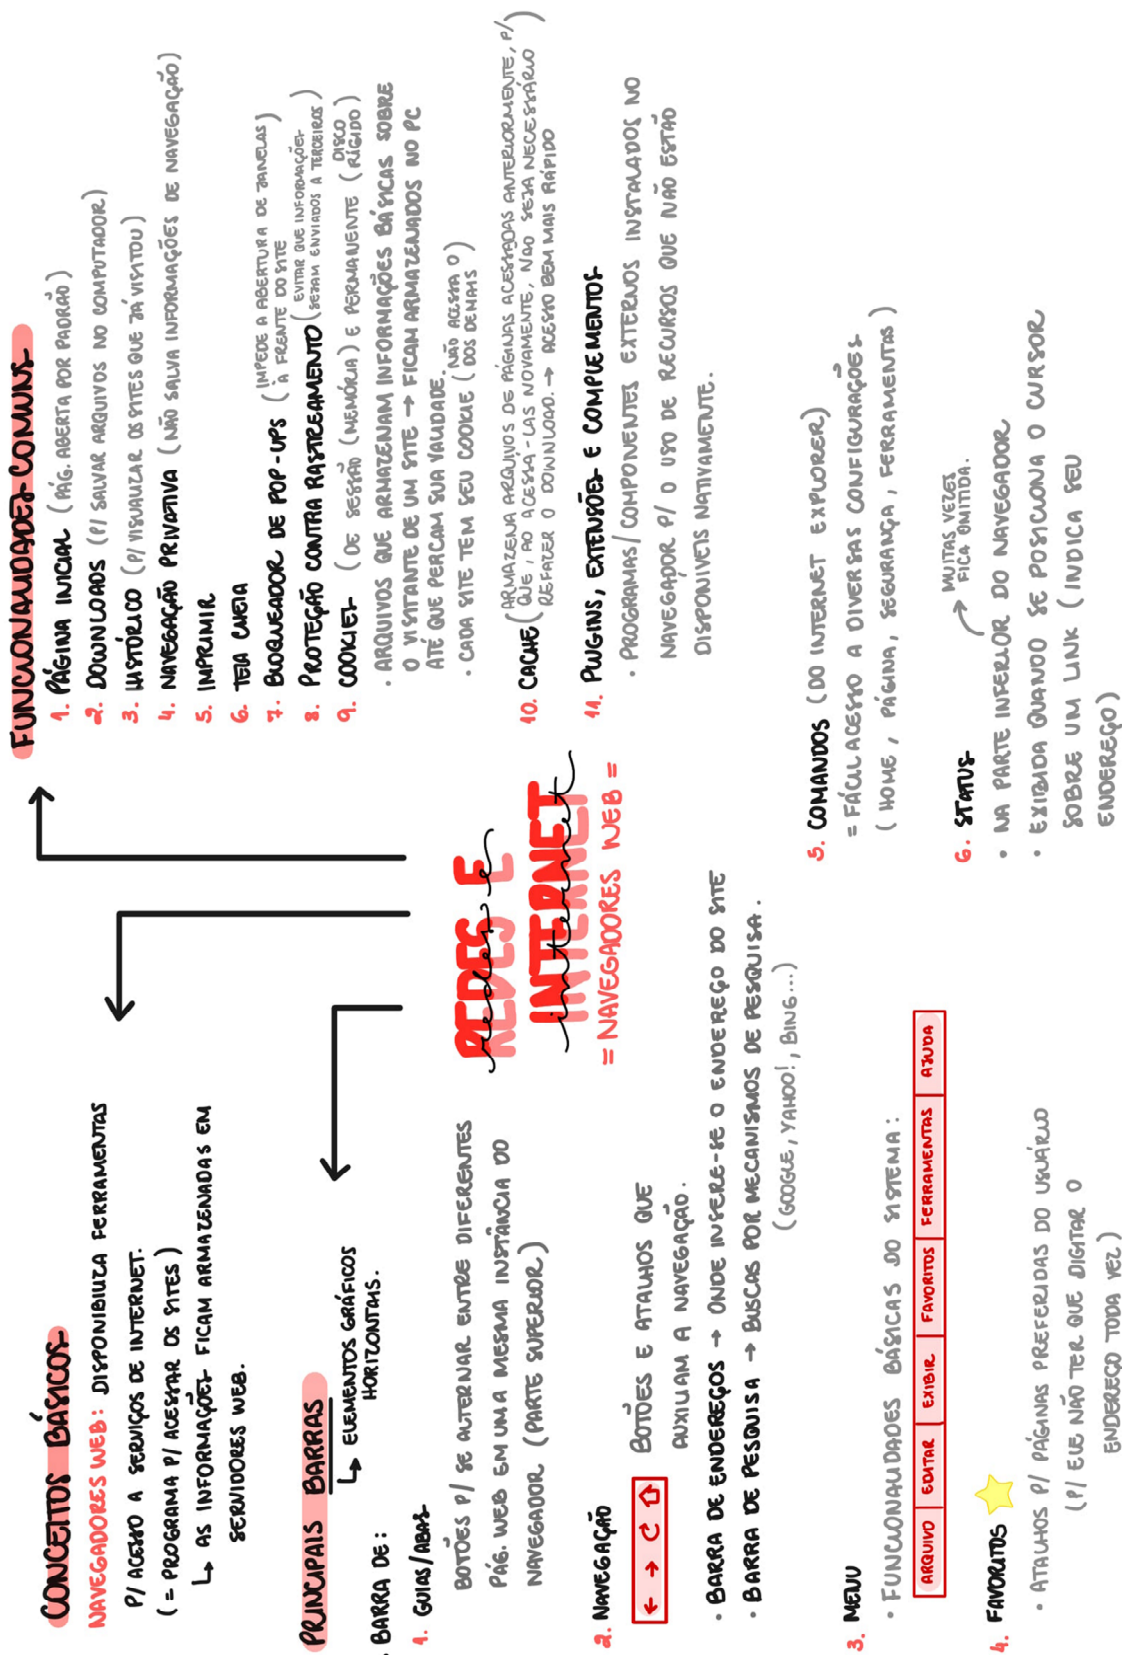 REDES E
redes e
INTERNET
internet
= NAVEGADORES WEB =
CONCEITOS BÁSICOS
NAVEGADORES WEB: DISPONIBILIZA FERRAMENTAS
P/ ACESSO A SERVIÇOS DE INTERNET.
(= PROGRAMA P/ ACESSAR OS SITES)
↳ AS INFORMAÇÕES FICAM ARMAZENADAS EM
SERVIDORES WEB.
PRINCIPAIS BARRAS
↳ ELEMENTOS GRÁFICOS
HORIZONTAIS.
. BARRA DE:
1. GUIAS/ABAS
BOTÕES P/ SE ALTERNAR ENTRE DIFERENTES
PÁG. WEB EM UMA MESMA INSTÂNCIA DO
NAVEGADOR (PARTE SUPERIOR)
2. NAVEGAÇÃO
BOTÕES E ATALHOS QUE
AUXILIAM A NAVEGAÇÃO.
· BARRA DE ENDEREÇOS → ONDE INSERE-SE O ENDEREÇO DO SITE
· BARRA DE PESQUISA → BUSCAS POR MECANISMOS DE PESQUISA.
(GOOGLE, YAHOO!, BING...)
3. MENU
· FUNCIONALIDADES BÁSICAS DO SISTEMA:
ARQUIVO EDITAR EXIBIR FAVORITOS FERRAMENTAS AJUDA
4. FAVORITOS
· ATALHOS P/ PÁGINAS PREFERIDAS DO USUÁRIO
(P/ ELE NÃO TER QUE DIGITAR O
ENDEREÇO TODA VEZ)
5. COMANDOS (DO INTERNET EXPLORER)
= FÁCIL ACESSO A DIVERSAS CONFIGURAÇÕES
(HOME, PÁGINA, SEGURANÇA, FERRAMENTAS)
6. STATUS
→ MUITAS VEZES
FICA OMITIDA.
· NA PARTE INFERIOR DO NAVEGADOR
· EXIBIDA QUANDO SE POSICIONA O CURSOR
SOBRE UM LINK (INDICA SEU
ENDEREÇO)
FUNCIONALIDADES COMUNS
1. PÁGINA INICIAL (PÁG. ABERTA POR PADRÃO)
2. DOWNLOADS (P/ SALVAR ARQUIVOS NO COMPUTADOR)
3. HISTÓRICO (P/ VISUALIZAR OS SITES QUE JÁ VISITOU)
4. NAVEGAÇÃO PRIVATIVA (NÃO SALVA INFORMAÇÕES DE NAVEGAÇÃO)
5. IMPRIMIR
6. TELA CHEIA
7. BLOQUEADOR DE POP-UPS (IMPEDE A ABERTURA DE JANELAS
À FRENTE DO SITE)
8. PROTEÇÃO CONTRA RASTREAMENTO (EVITAR QUE INFORMAÇÕES
SEJAM ENVIADOS A TERCEIROS)
9. COOKIES (DE SESSÃO (MEMÓRIA) E PERMANENTE (DISCO
RÍGIDO)
· ARQUIVOS QUE ARMAZENAM INFORMAÇÕES BÁSICAS SOBRE
O VISITANTE DE UM SITE → FICAM ARMAZENADOS NO PC
ATÉ QUE PERCAM SUA VALIDADE.
· CADA SITE TEM SEU COOKIE (NÃO ACESSA O
DOS DEMAIS)
10. CACHE (ARMAZENA ARQUIVOS DE PÁGINAS ACESSADAS ANTERIORMENTE, P/
QUE, AO ACESSÁ-LAS NOVAMENTE, NÃO SEJA NECESSÁRIO
REFAZER O DOWNLOAD. → ACESSO BEM MAIS RÁPIDO)
11. PLUGINS, EXTENSÕES E COMPLEMENTOS
· PROGRAMAS/COMPONENTES EXTERNOS INSTALADOS NO
NAVEGADOR P/ O USO DE RECURSOS QUE NÃO ESTÃO
DISPONÍVEIS NATIVAMENTE.